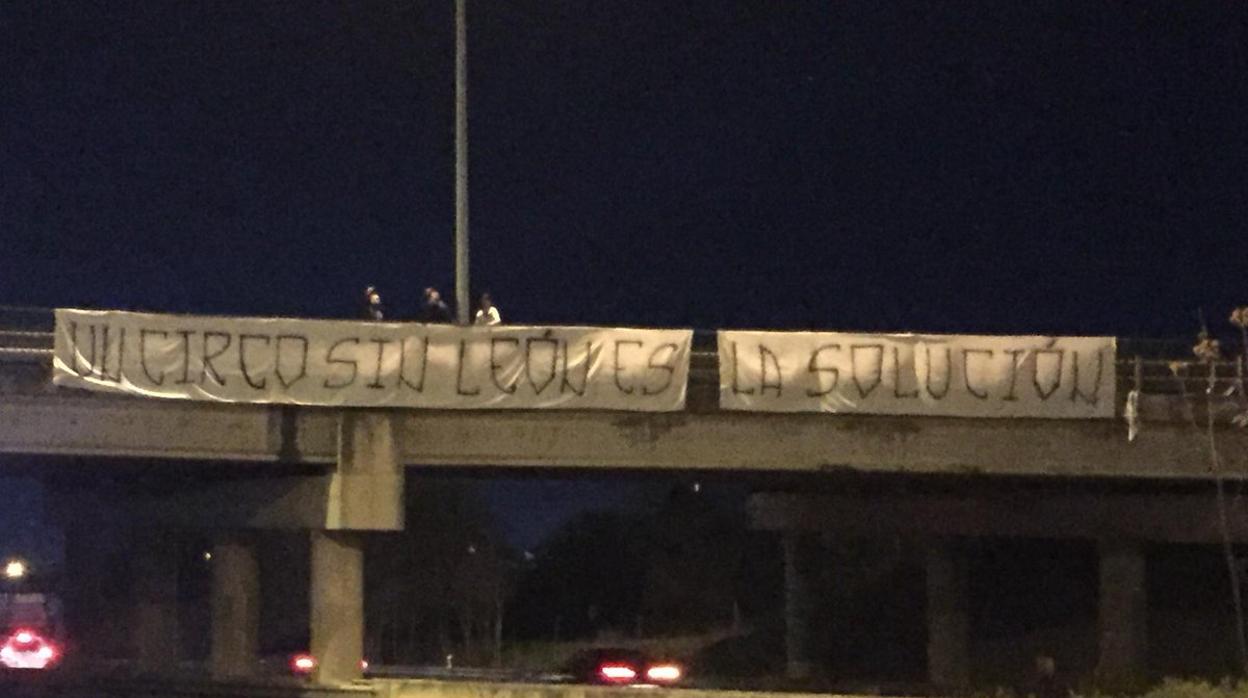 UN CIRCO SIN LEÓN ES LA SOLUCIÓN